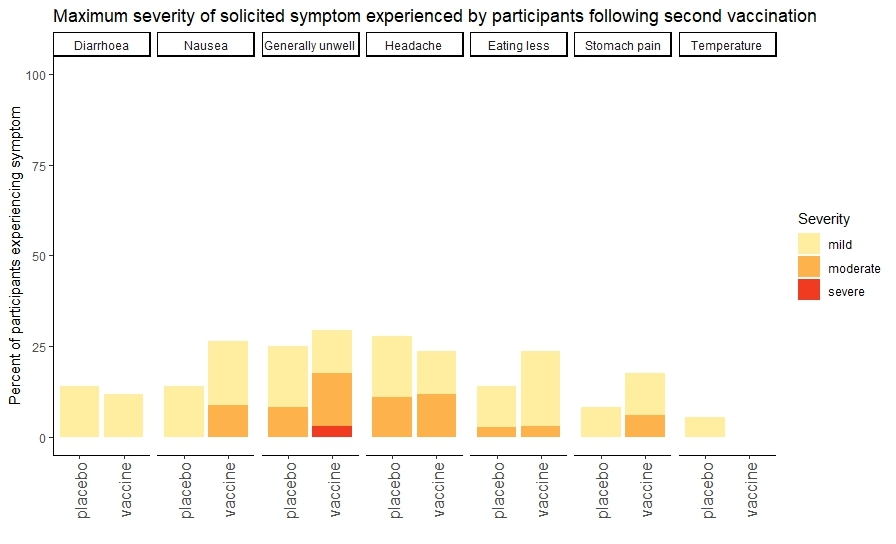 Maximum severity of solicited symptom experienced by participants following second vaccination
Diarrhoea Nausea Generally unwell Headache Eating less Stomach pain Temperature
Percent of participants experiencing symptom
100
75
50
25
0
placebo vaccine placebo vaccine placebo vaccine placebo vaccine placebo vaccine placebo vaccine placebo vaccine
Severity
mild
moderate
severe